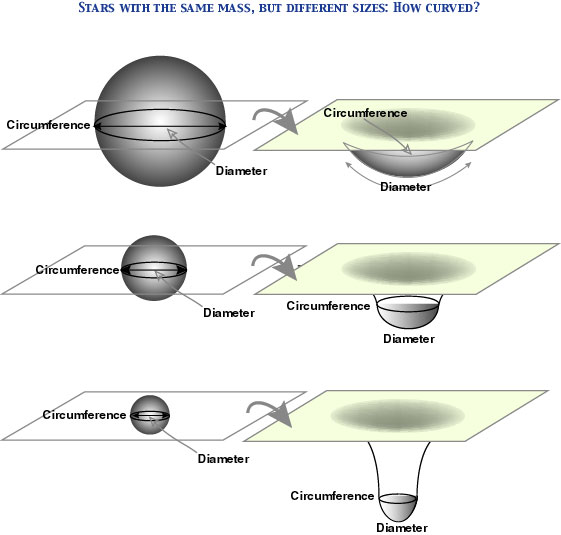 STARS WITH THE SAME MASS, BUT DIFFERENT SIZES: HOW CURVED?
Circumference
Diameter
Circumference
Diameter
Circumference
Diameter
Circumference
Diameter
Circumference
Diameter
Circumference
Diameter